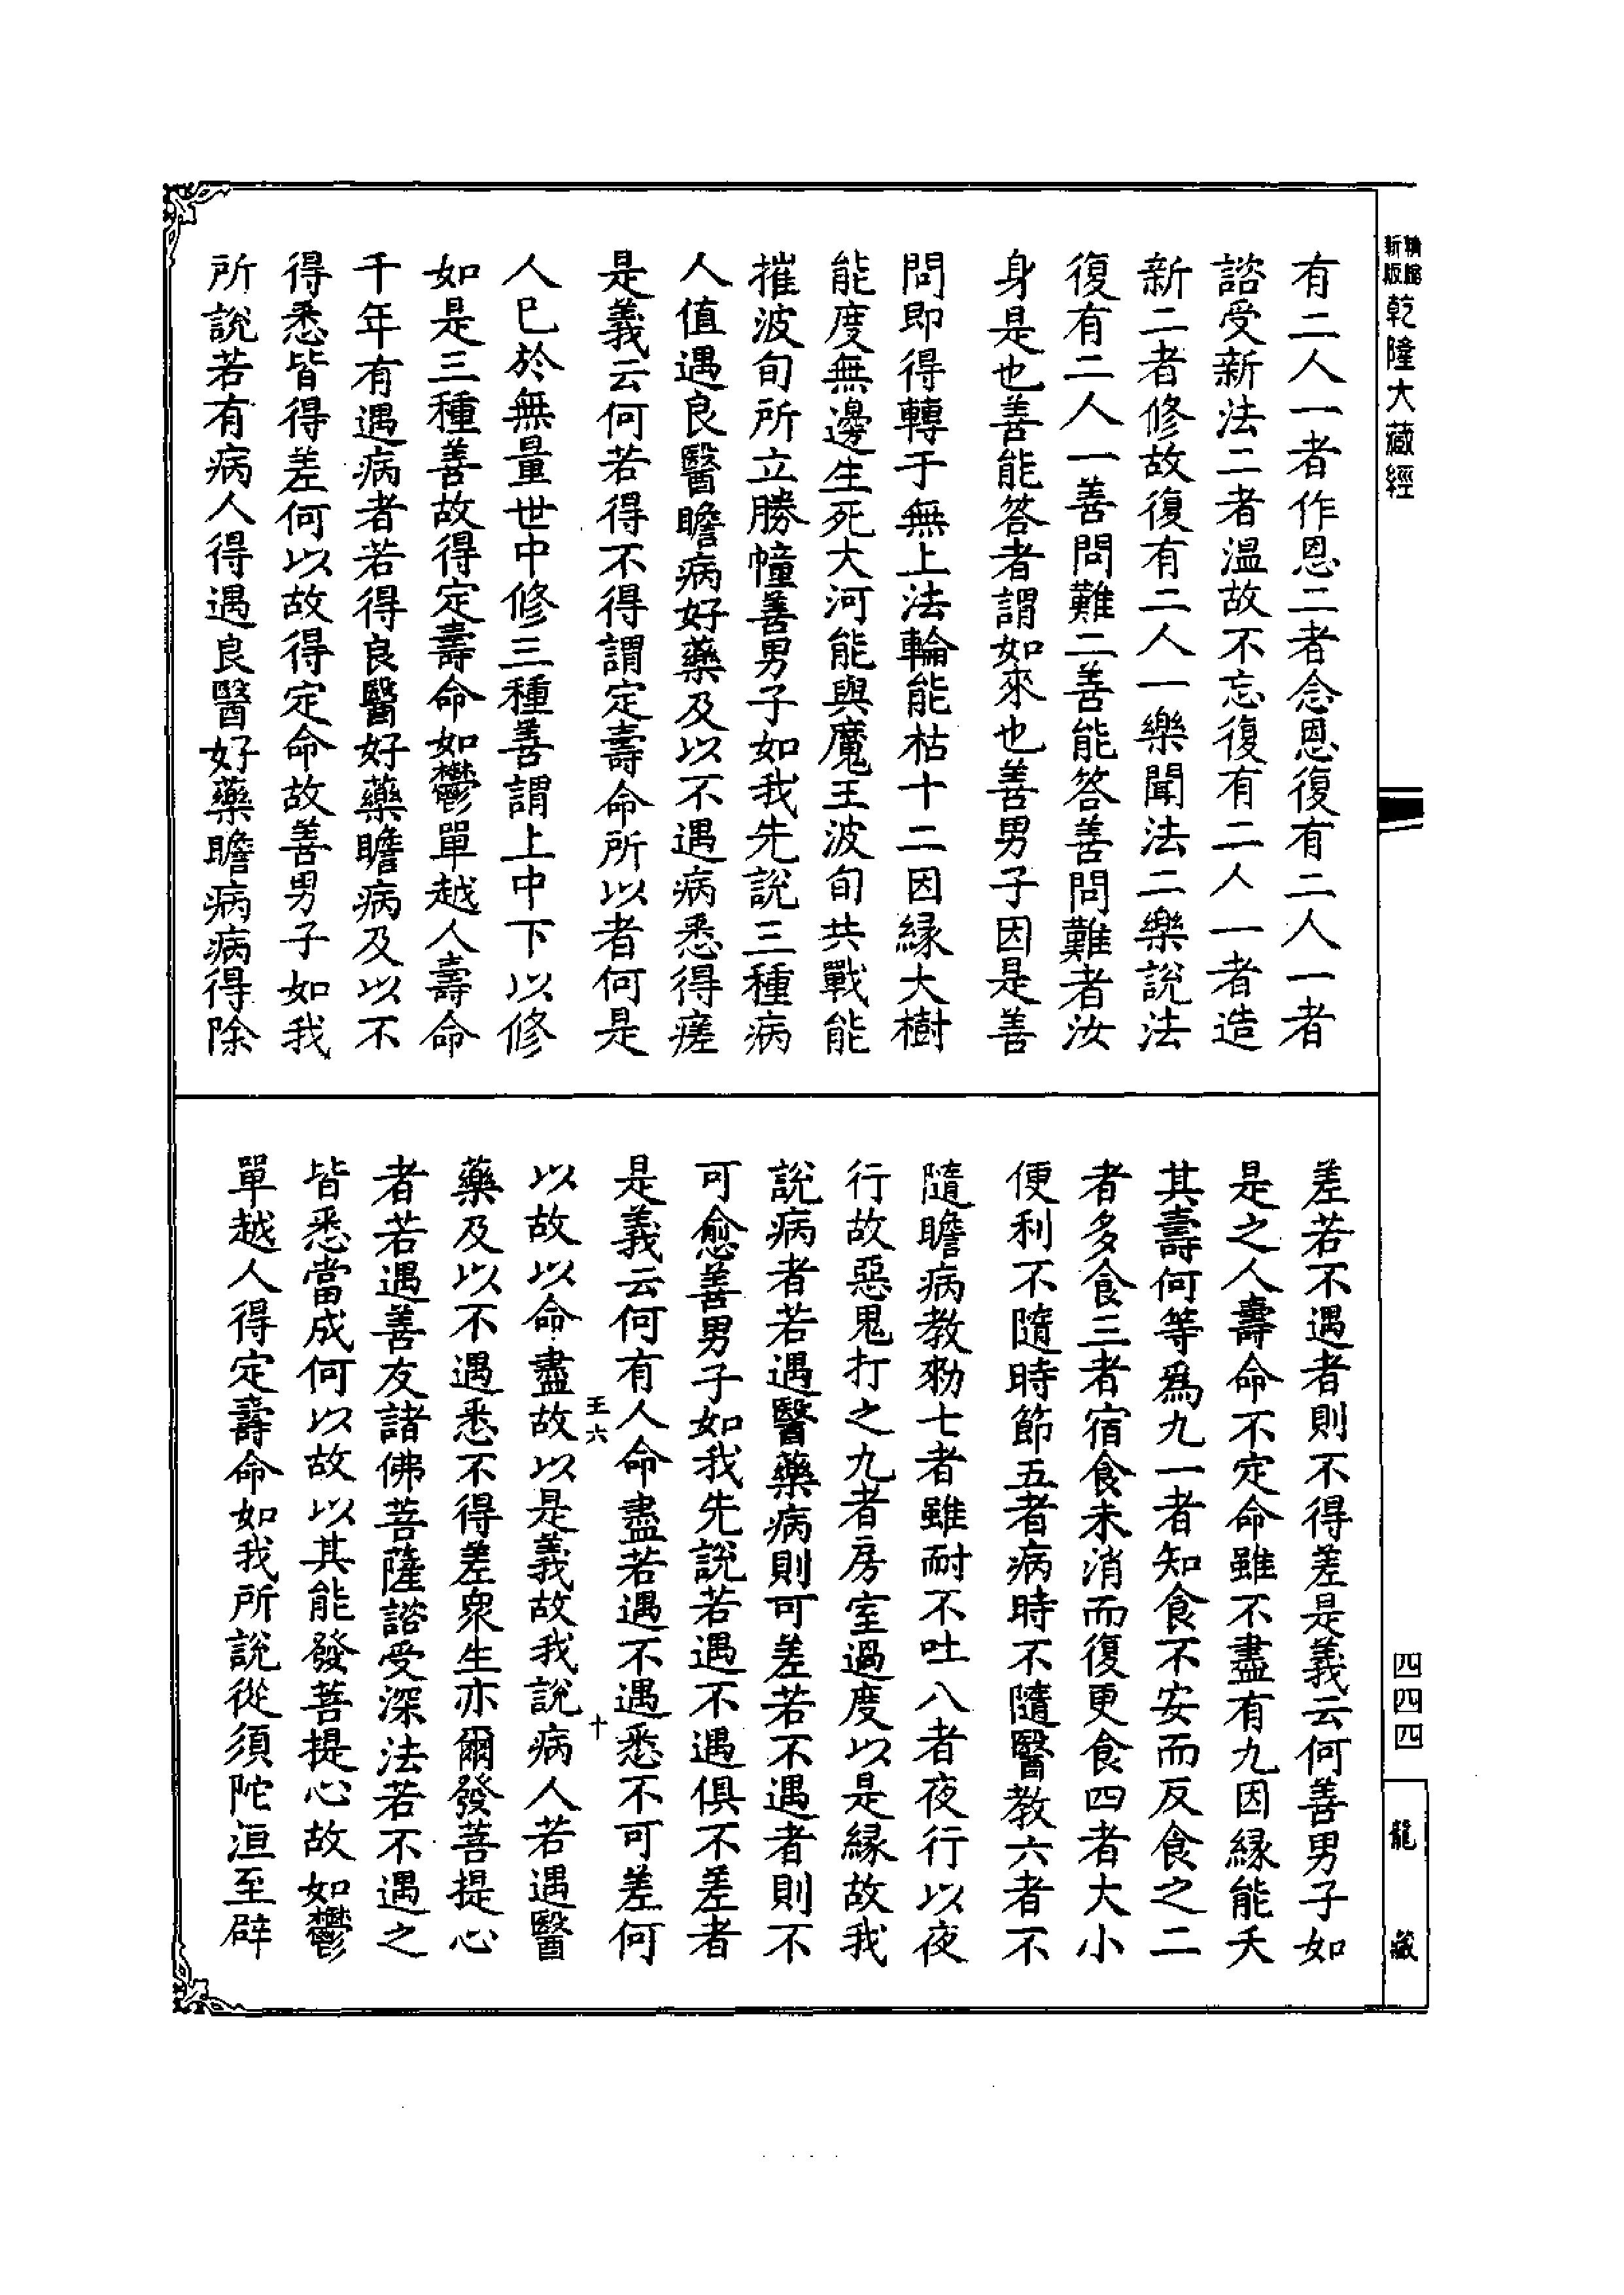 新版精縮乾隆大藏經
有二人一者作恩二者念恩復有二人一者
諮受新法二者溫故不忘復有二人一者造
新二者修故復有二人一樂聞法二樂說法
復有二人一善問難二善能答善問難者汝
身是也善能答者謂如來也善男子因是善
問即得轉于無上法輪能枯十二因緣大樹
能度無邊生死大河能與魔王波旬共戰能
摧波旬所立勝幢善男子如我先說三種病
人值遇良醫瞻病好藥及以不遇病悉得瘥
是義云何若得不得謂定壽命所以者何是
人已於無量世中修三種善謂上中下以修
如是三種善故得定壽命如鬱單越人壽命
千年有遇病者若得良醫好藥瞻病及以不
得悉皆得差何以故得定命故善男子如我
所說若有病人得遇良醫好藥瞻病病得除
差若不遇者則不得差是義云何善男子如
是之人壽命不定命雖不盡有九因緣能夭
其壽何等爲九一者知食不安而反食之二
者多食三者宿食未消而復更食四者大小
便利不隨時節五者病時不隨醫教六者不
隨瞻病教勑七者雖耐不吐八者夜行以夜
行故惡鬼打之九者房室過度以是緣故我
說病者若遇醫藥病則可差若不遇者則不
可愈善男子如我先說若遇不遇俱不差者
是義云何有人命盡若遇不遇悉不可差何
王六 十
以故以命盡故以是義故我說病人若遇醫
藥及以不遇悉不得差衆生亦爾發菩提心
者若遇善友諸佛菩薩諮受深法若不遇之
皆悉當成何以故以其能發菩提心故如鬱
單越人得定壽命如我所說從須陀洹至辟
四四四
龍藏